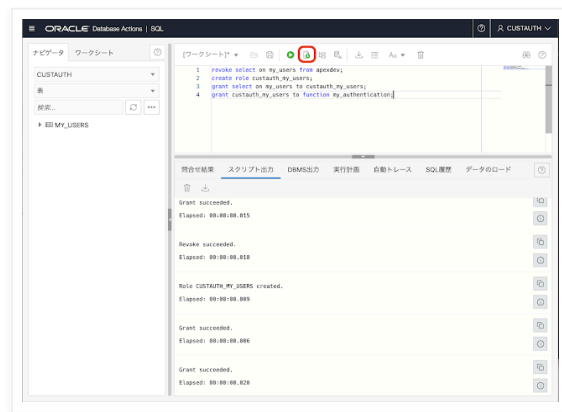 ORACLE Database Actions | SQL
CUSTAUTH
ナビゲータ ワークシート
[ワークシート]*
Aa
CUSTAUTH
表
検索...
MY_USERS
1 revoke select on my_users from apexdev;
2 create role custauth_my_users;
3 grant select on my_users to custauth_my_users;
4 grant custauth_my_users to function my_authentication;
問合せ結果 スクリプト出力 DBMS出力 実行計画 自動トレース SQL履歴 データのロード
Grant succeeded.
Elapsed: 00:00:00.015
Revoke succeeded.
Elapsed: 00:00:00.018
Role CUSTAUTH_MY_USERS created.
Elapsed: 00:00:00.009
Grant succeeded.
Elapsed: 00:00:00.006
Grant succeeded.
Elapsed: 00:00:00.020